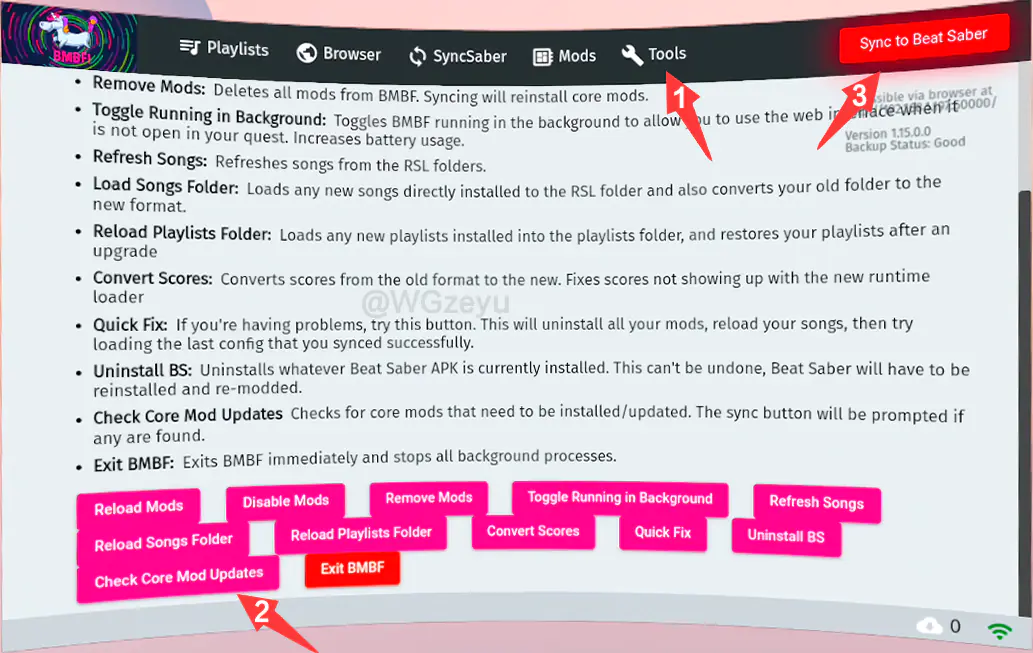 BMBF!
Playlists
Browser
SyncSaber
Mods
Tools
Sync to Beat Saber
1
3
• Remove Mods: Deletes all mods from BMBF. Syncing will reinstall core mods.
• Toggle Running in Background: Toggles BMBF running in the background to allow you to use the web interface when it
is not open in your quest. Increases battery usage.
browser at
60000/
Version 1.15.0.0
Backup Status: Good
• Refresh Songs: Refreshes songs from the RSL folders.
• Load Songs Folder: Loads any new songs directly installed to the RSL folder and also converts your old folder to the
new format.
• Reload Playlists Folder: Loads any new playlists installed into the playlists folder, and restores your playlists after an
upgrade
• Convert Scores: Converts scores from the old format to the new. Fixes scores not showing up with the new runtime
loader
@WGzeyu
• Quick Fix: If you're having problems, try this button. This will uninstall all your mods, reload your songs, then try
loading the last config that you synced successfully.
• Uninstall BS: Uninstalls whatever Beat Saber APK is currently installed. This can't be undone, Beat Saber will have to be
reinstalled and re-modded.
• Check Core Mod Updates Checks for core mods that need to be installed/updated. The sync button will be prompted if
any are found.
• Exit BMBF: Exits BMBF immediately and stops all background processes.
Reload Mods
Disable Mods
Remove Mods
Toggle Running in Background
Refresh Songs
Reload Songs Folder
Reload Playlists Folder
Convert Scores
Quick Fix
Uninstall BS
Check Core Mod Updates
Exit BMBF
2
0